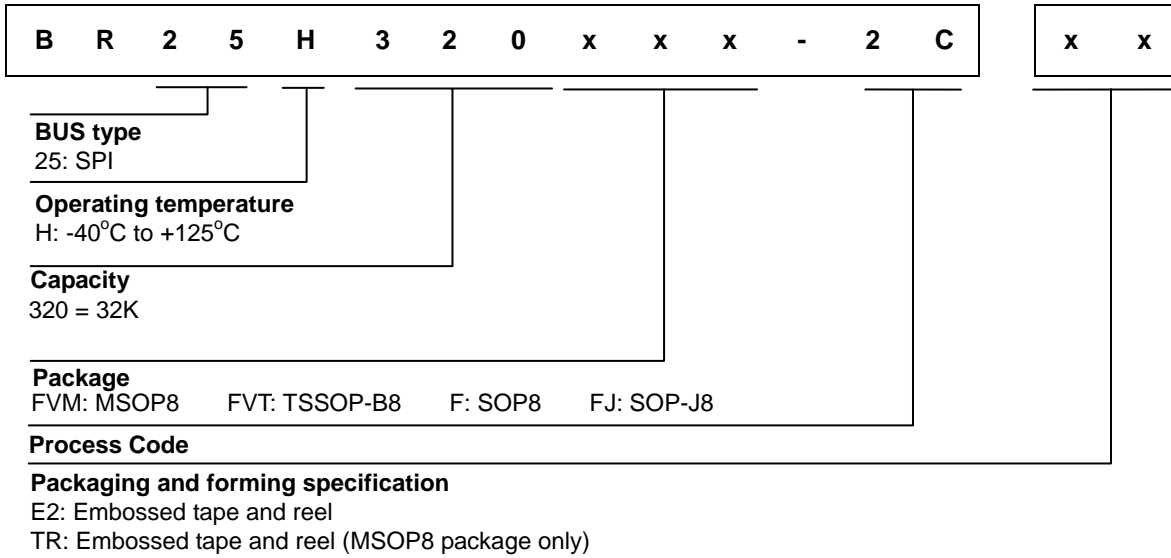 B R 2 5 H 3 2 0 x x x - 2 C x x
BUS type
25: SPI
Operating temperature
H: -40°C to +125°C
Capacity
320 = 32K
Package
FVM: MSOP8 FVT: TSSOP-B8 F: SOP8 FJ: SOP-J8
Process Code
Packaging and forming specification
E2: Embossed tape and reel
TR: Embossed tape and reel (MSOP8 package only)